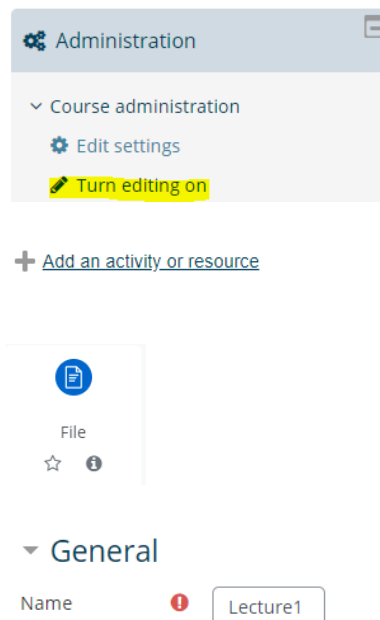 Administration
Course administration
Edit settings
Turn editing on
Add an activity or resource
File
General
Name
Lecture1